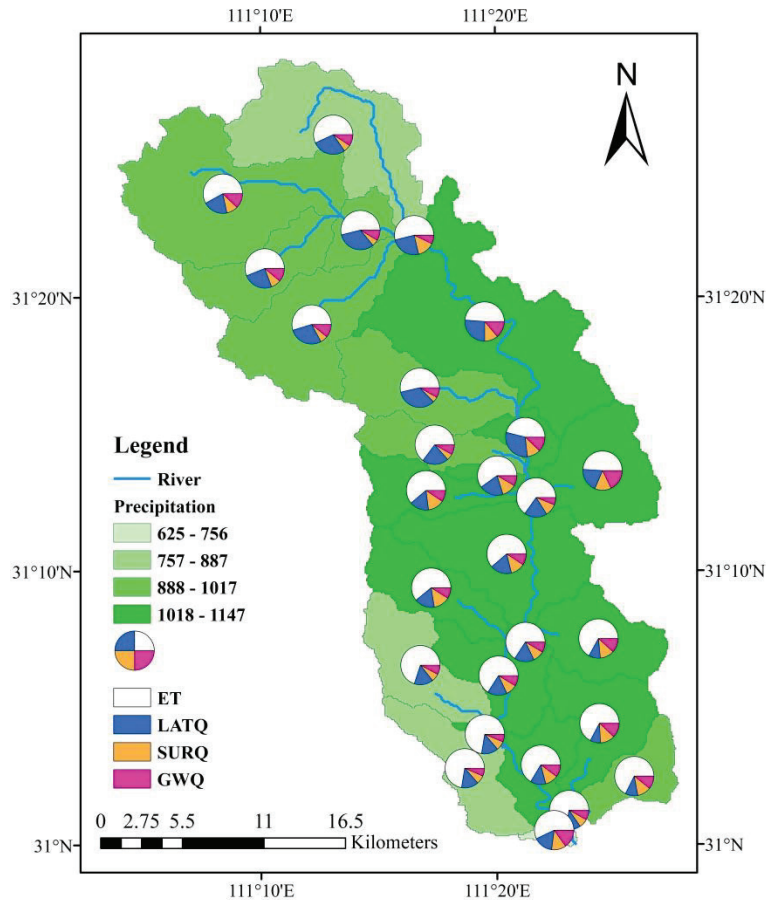 111°10'E 111°20'E
N
31°20'N 31°20'N
Legend
River
Precipitation
625 - 756
757 - 887
888 - 1017
1018 - 1147
31°10'N 31°10'N
ET
LATQ
SURQ
GWQ
0 2.75 5.5 11 16.5
Kilometers
31°N 31°N
111°10'E 111°20'E